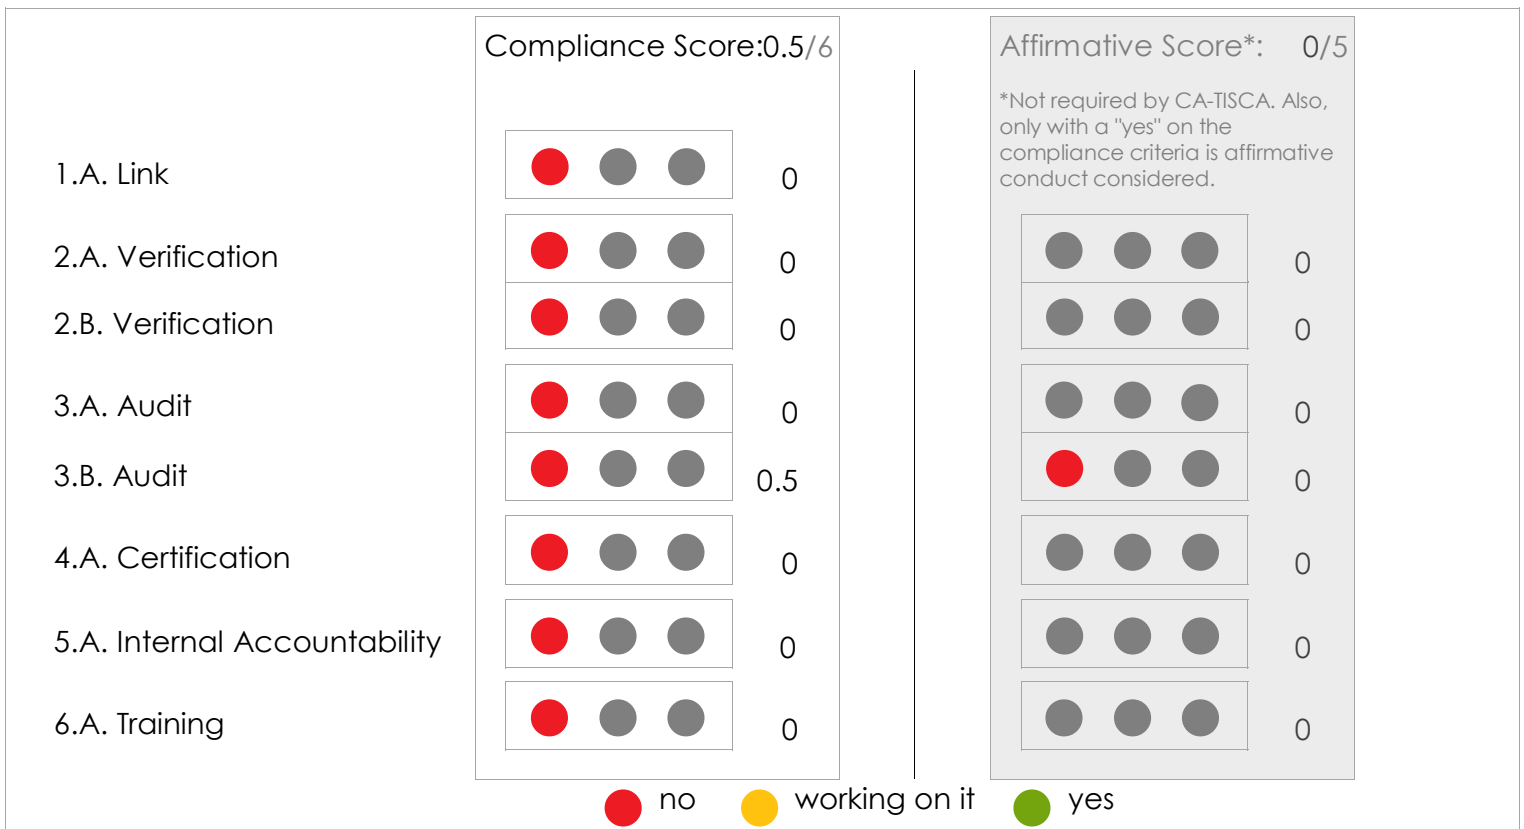 Compliance Score:0.5/6
Affirmative Score*: 0/5
*Not required by CA-TISCA. Also,
only with a "yes" on the
compliance criteria is affirmative
conduct considered.
1.A. Link 0
2.A. Verification 0 0
2.B. Verification 0 0
3.A. Audit 0 0
3.B. Audit 0.5 0
4.A. Certification 0 0
5.A. Internal Accountability 0 0
6.A. Training 0 0
no working on it yes